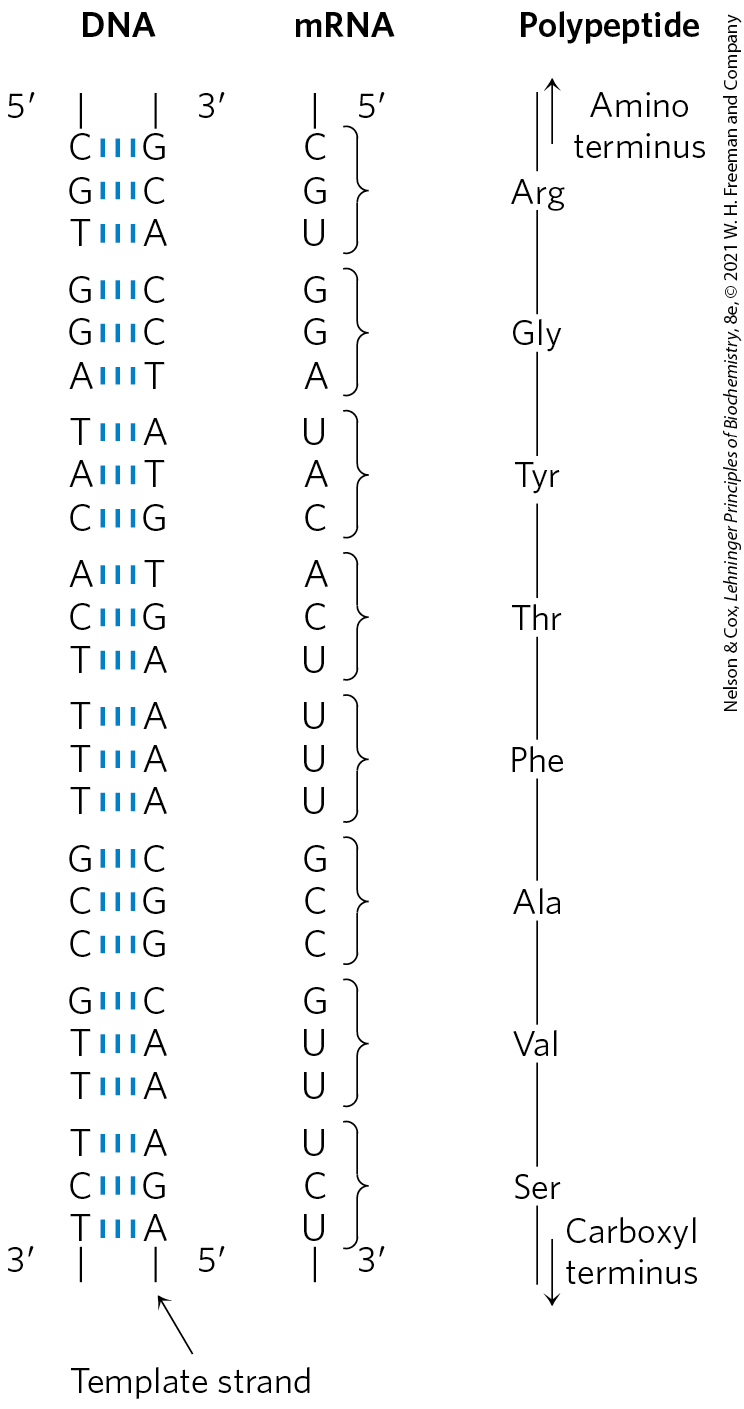 DNA mRNA Polypeptide
5′ 3′ 5′ Amino
terminus
C G C
G C G Arg
T A U
G C G
G C G Gly
A T A
T A U
A T A Tyr
C G C
A T A
C G C Thr
T A U
T A U
T A U Phe
T A U
G C G
C G C Ala
C G C
G C G
T A U Val
T A U
T A U
C G C Ser
T A U
Carboxyl
terminus
3′ 5′ 3′
Template strand
Nelson & Cox, Lehninger Principles of Biochemistry, 8e, © 2021 W. H. Freeman and Company